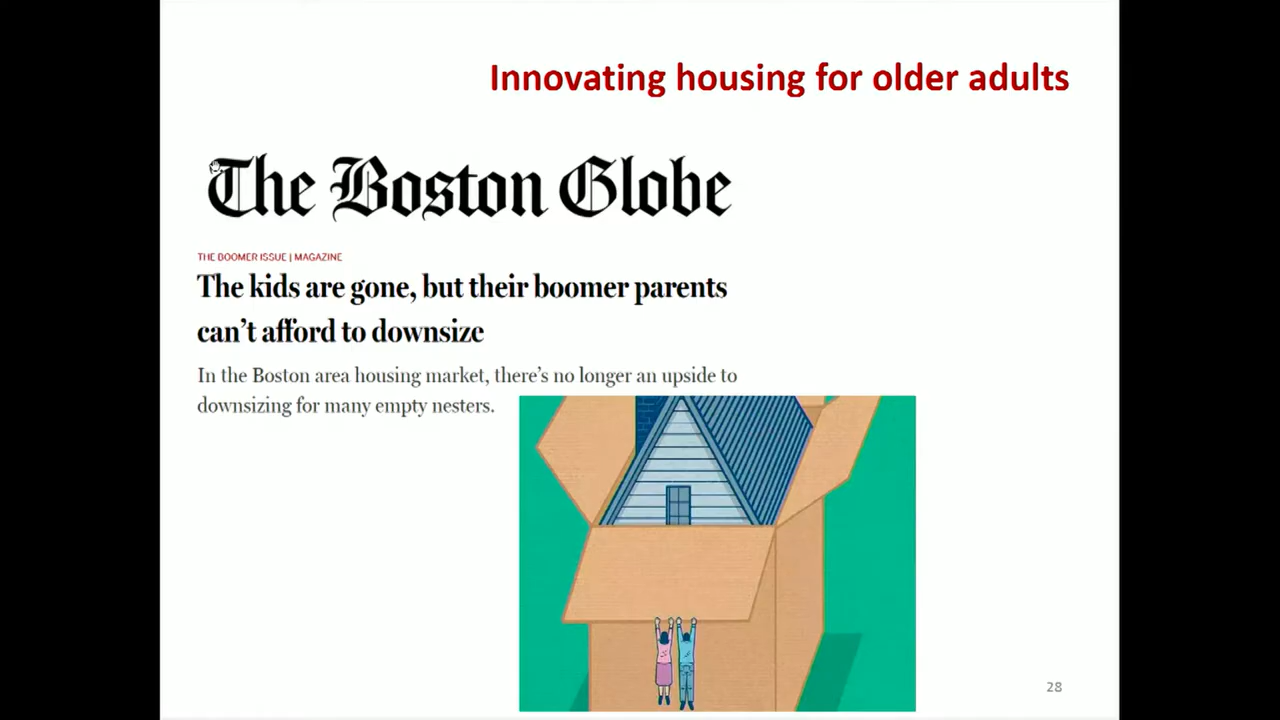 Innovating housing for older adults
The Boston Globe
THE BOOMER ISSUE | MAGAZINE
The kids are gone, but their boomer parents
can’t afford to downsize
In the Boston area housing market, there’s no longer an upside to
downsizing for many empty nesters.
28